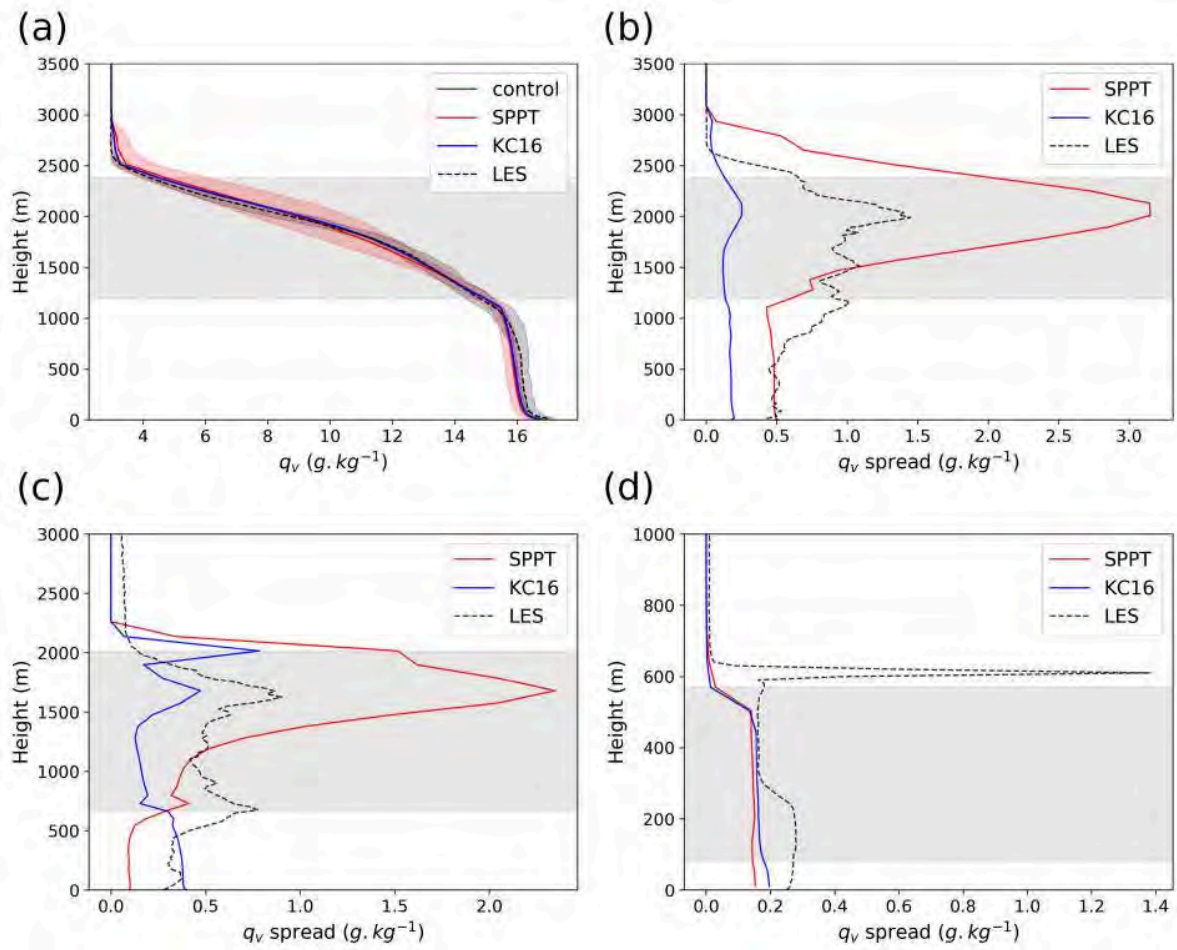 (a)
3500
3000
2500
2000
1500
1000
500
0
Height (m)
control
SPPT
KC16
LES
4 6 8 10 12 14 16
qv (g.kg⁻¹)
(b)
3500
3000
2500
2000
1500
1000
500
0
Height (m)
SPPT
KC16
LES
0.0 0.5 1.0 1.5 2.0 2.5 3.0
qv spread (g.kg⁻¹)
(c)
3000
2500
2000
1500
1000
500
0
Height (m)
SPPT
KC16
LES
0.0 0.5 1.0 1.5 2.0
qv spread (g.kg⁻¹)
(d)
1000
800
600
400
200
0
Height (m)
SPPT
KC16
LES
0.0 0.2 0.4 0.6 0.8 1.0 1.2 1.4
qv spread (g.kg⁻¹)